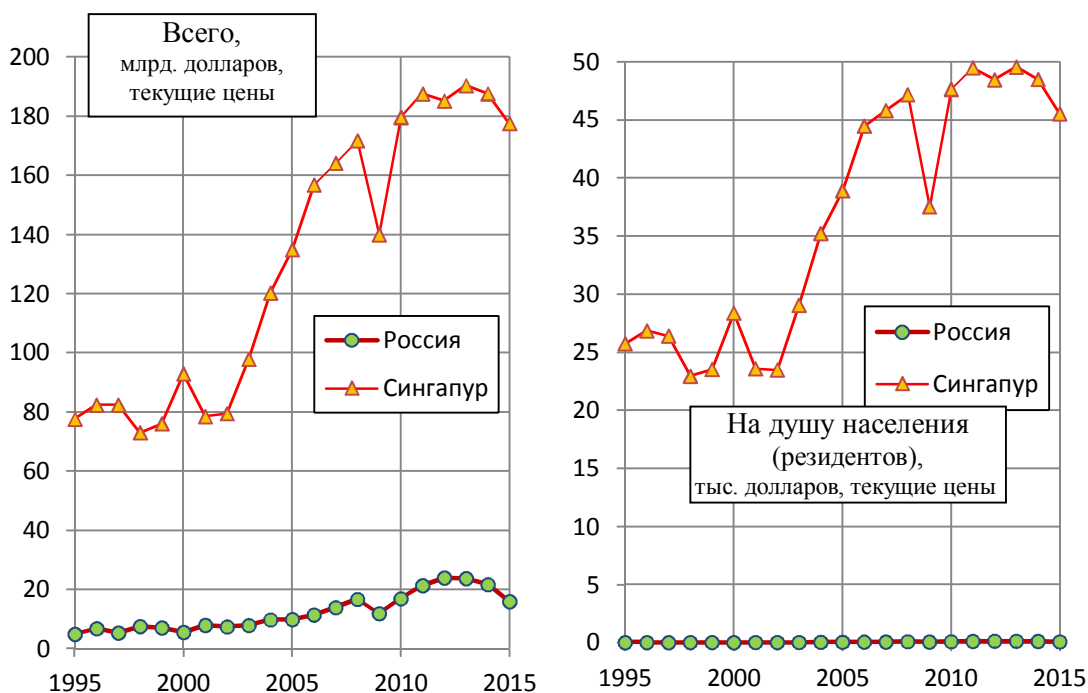 Всего,
млрд. долларов,
текущие цены
200
180
160
140
120
100
80
60
40
20
0
Россия
Сингапур
1995 2000 2005 2010 2015
50
45
40
35
30
25
20
15
10
5
0
Россия
Сингапур
На душу населения
(резидентов),
тыс. долларов, текущие цены
1995 2000 2005 2010 2015